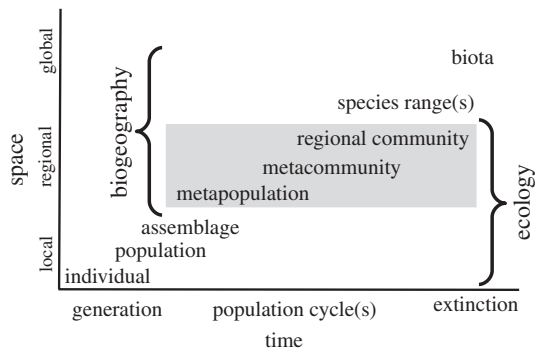 global
biota
species range(s)
regional community
metacommunity
metapopulation
assemblage
population
individual
biogeography
ecology
space
regional
local
generation
population cycle(s)
extinction
time